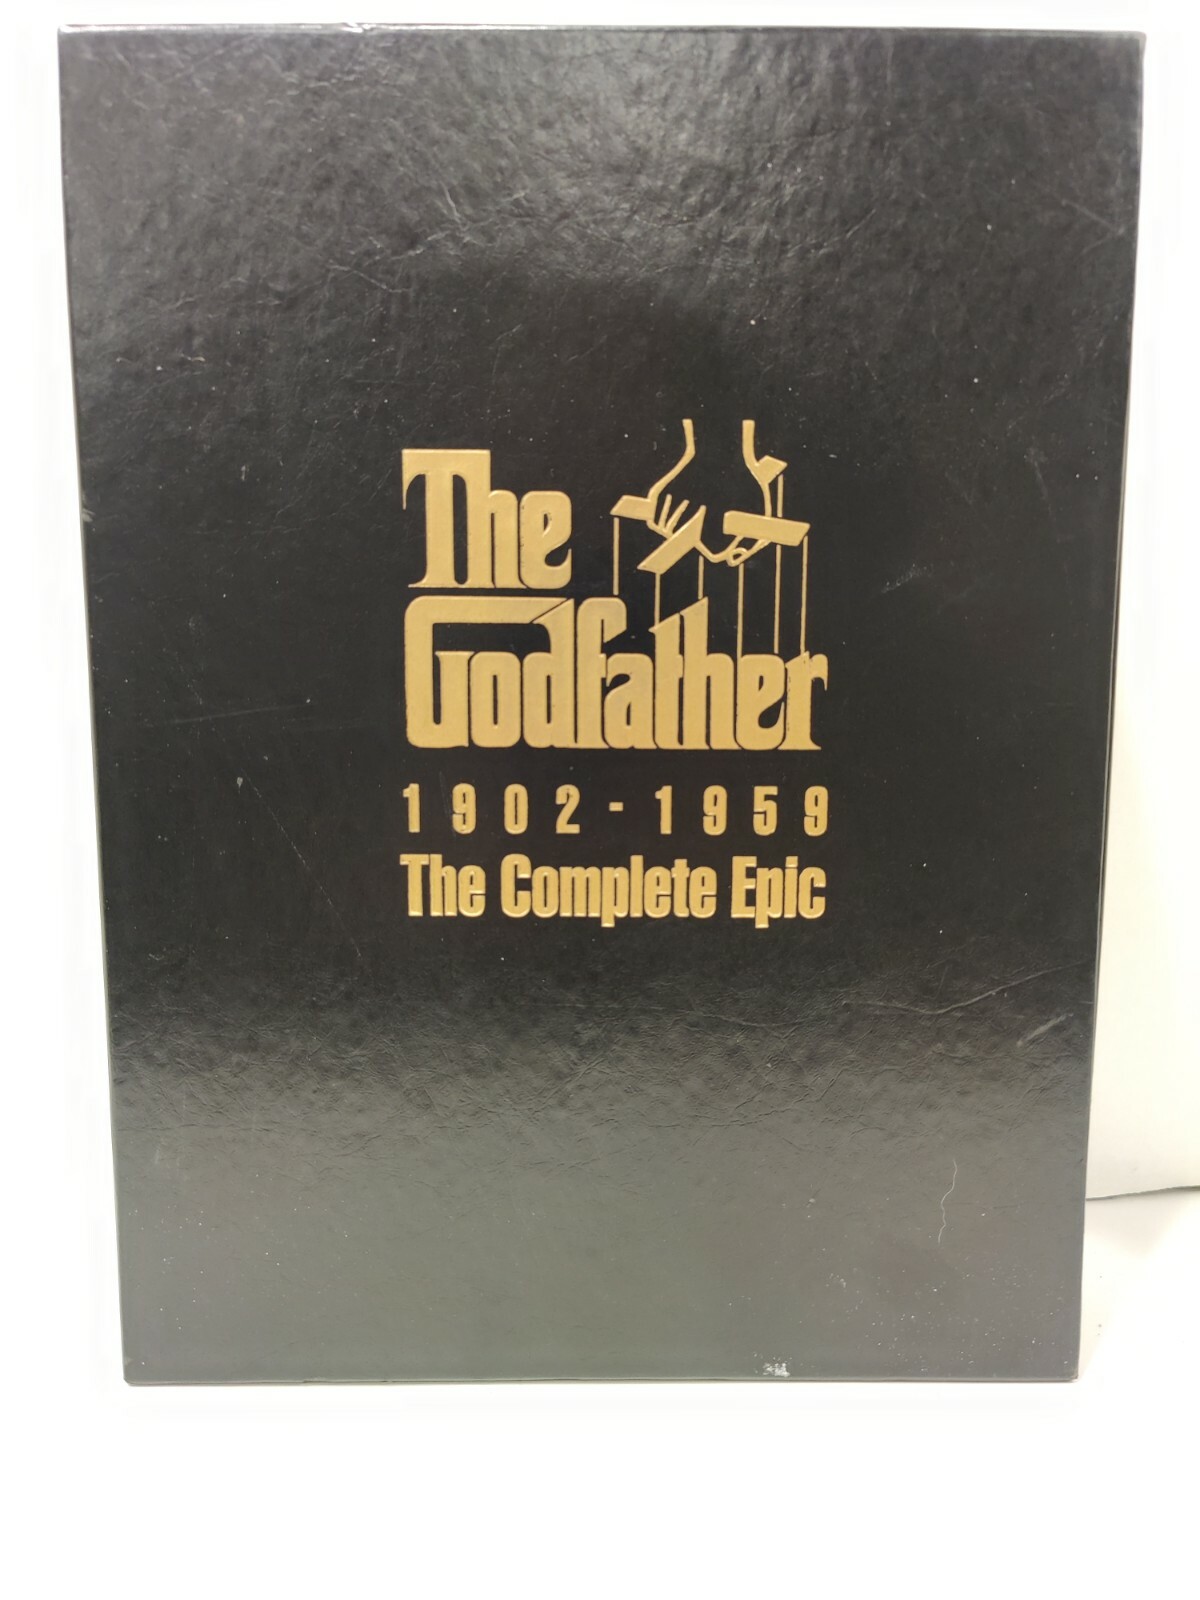 The
Godfather
1902-1959
The Complete Epic